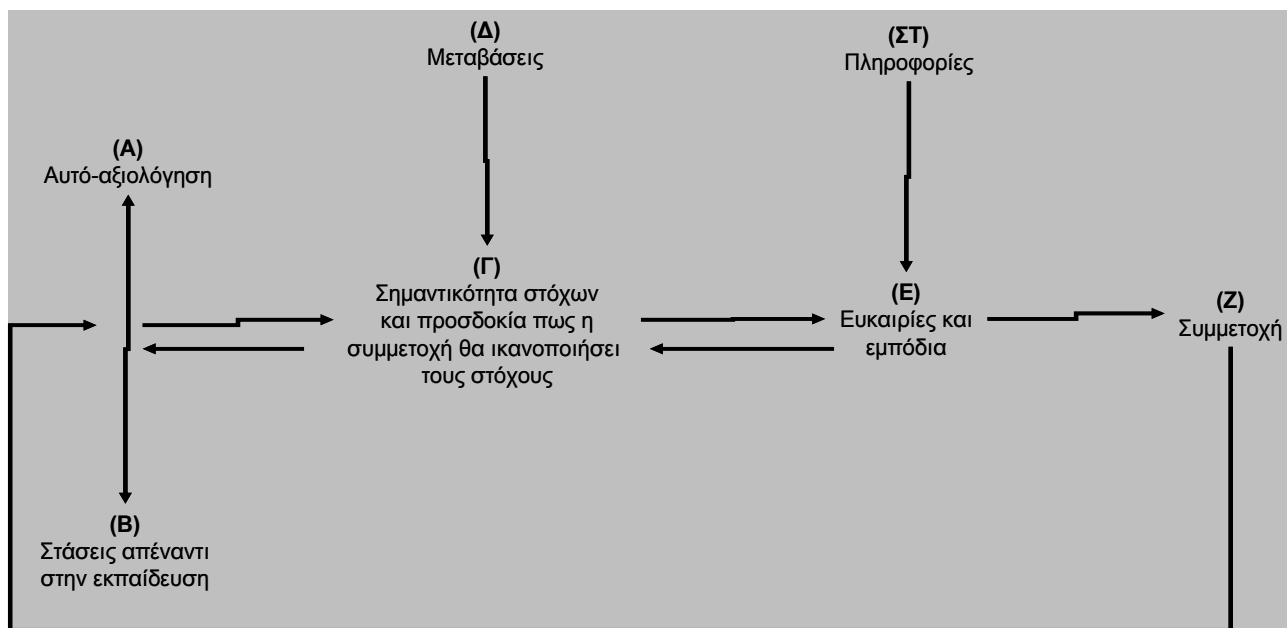 (Δ)
Μεταβάσεις
(ΣΤ)
Πληροφορίες
(Α)
Αυτό-αξιολόγηση
(Γ)
Σημαντικότητα στόχων
και προσδοκία πως η
συμμετοχή θα ικανοποιήσει
τους στόχους
(Ε)
Ευκαιρίες και
εμπόδια
(Ζ)
Συμμετοχή
(Β)
Στάσεις απέναντι
στην εκπαίδευση